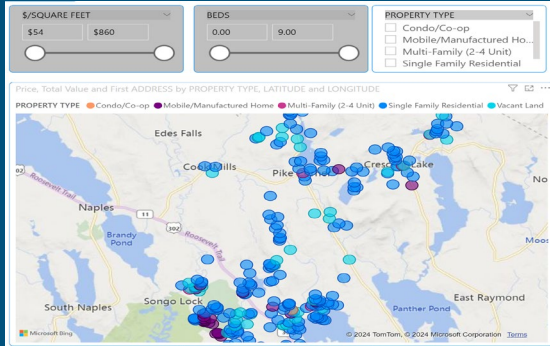 $/SQUARE FEET
$54
$860
BEDS
0.00
9.00
PROPERTY TYPE
Condo/Co-op
Mobile/Manufactured Ho...
Multi-Family (2-4 Unit)
Single Family Residential
Price, Total Value and First ADDRESS by PROPERTY TYPE, LATITUDE and LONGITUDE
PROPERTY TYPE Condo/Co-op Mobile/Manufactured Home Multi-Family (2-4 Unit) Single Family Residential Vacant Land
Edes Falls
Mills
Pike
Lake
Roosevelt Trail
No
Naples
11
302
Brandy
Pond
Roosevelt Trail
Moos
South Naples
Songo Lock
Panther Pond
East Raymond
Microsoft Bing
© 2024 TomTom, © 2024 Microsoft Corporation Terms